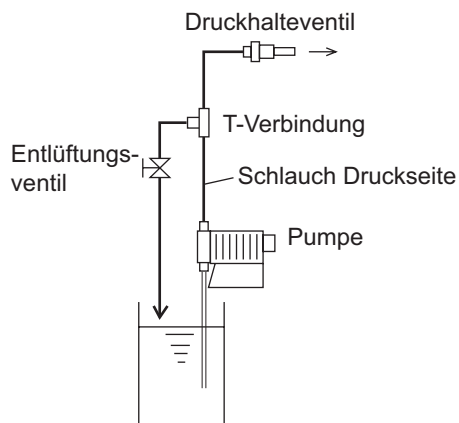 Druckhalteventil
T-Verbindung
Entlüftungs-
ventil
Schlauch Druckseite
Pumpe